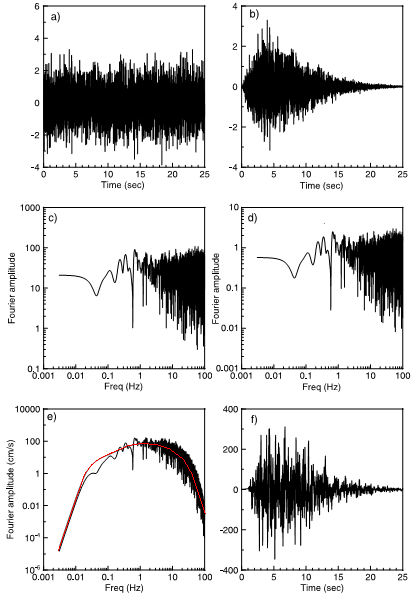 a)
6
4
2
0
-2
-4
0 5 10 15 20 25
Time (sec)
b)
4
2
0
-2
-4
0 5 10 15 20 25
Time (sec)
c)
Fourier amplitude
1000
100
10
1
0.1
0.001 0.01 0.1 1 10 100
Freq (Hz)
d)
Fourier amplitude
10
1
0.1
0.01
0.001
0.001 0.01 0.1 1 10 100
Freq (Hz)
e)
Fourier amplitude (cm/s)
10000
100
1
0.01
10-4
10-6
0.001 0.01 0.1 1 10 100
Freq (Hz)
f)
400
200
0
-200
-400
0 5 10 15 20 25
Time (sec)